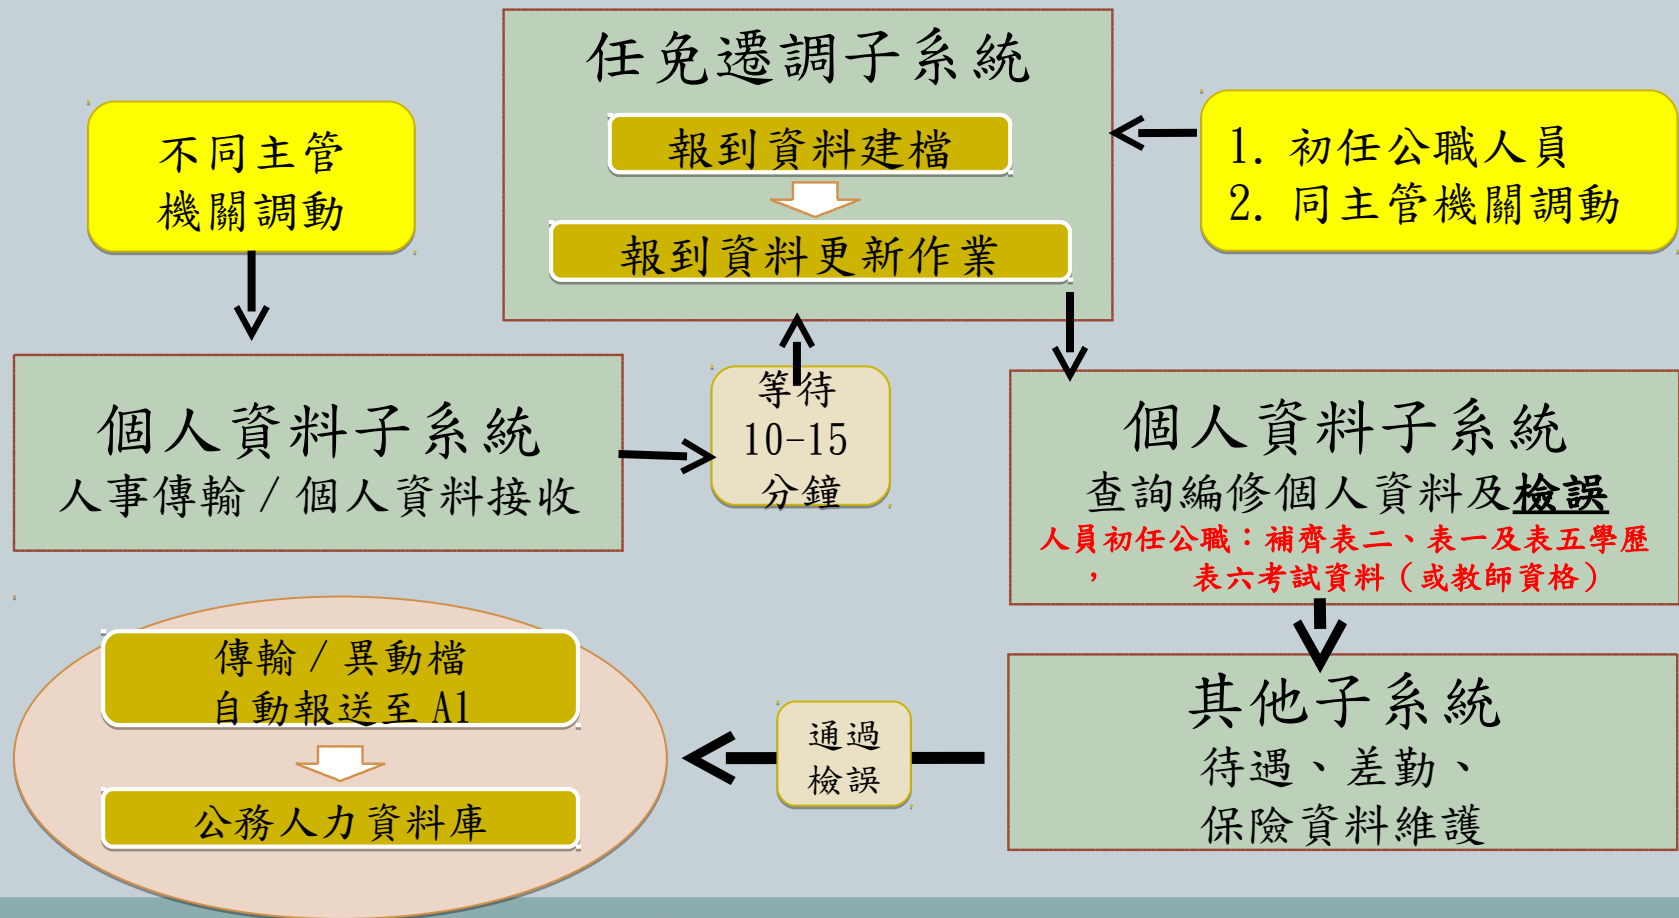 任免遷調子系統
報到資料建檔
報到資料更新作業
不同主管
機關調動
1. 初任公職人員
2. 同主管機關調動
個人資料子系統
人事傳輸/個人資料接收
等待
10-15
分鐘
個人資料子系統
查詢編修個人資料及檢誤
人員初任公職：補齊表二、表一及表五學歷
， 表六考試資料（或教師資格）
傳輸/異動檔
自動報送至 A1
公務人力資料庫
通過
檢誤
其他子系統
待遇、差勤、
保險資料維護